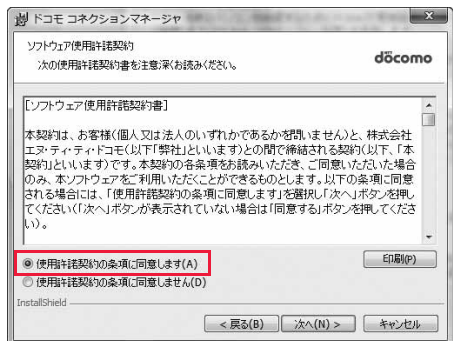 ドコモ コネクションマネージャ
ソフトウェア使用許諾契約
次の使用許諾契約書を注意深くお読みください。
döcomo
[ソフトウェア使用許諾契約書]
本契約は、お客様(個人又は法人のいずれかであるかを問いません)と、株式会社
エヌ・ティ・ティ・ドコモ(以下「弊社」といいます)との間で締結される契約(以下、「本
契約」といいます)です。本契約の各条項をお読みいただき、ご同意いただいた場合
のみ、本ソフトウェアをご利用いただくことができるものとします。以下の条項に同意
される場合には、「使用許諾契約の条項に同意します」を選択し「次へ」ボタンを押し
てください(「次へ」ボタンが表示されていない場合は「同意する」ボタンを押してくださ
い)。
使用許諾契約の条項に同意します(A)
印刷(P)
使用許諾契約の条項に同意しません(D)
InstallShield
< 戻る(B)
次へ(N) >
キャンセル